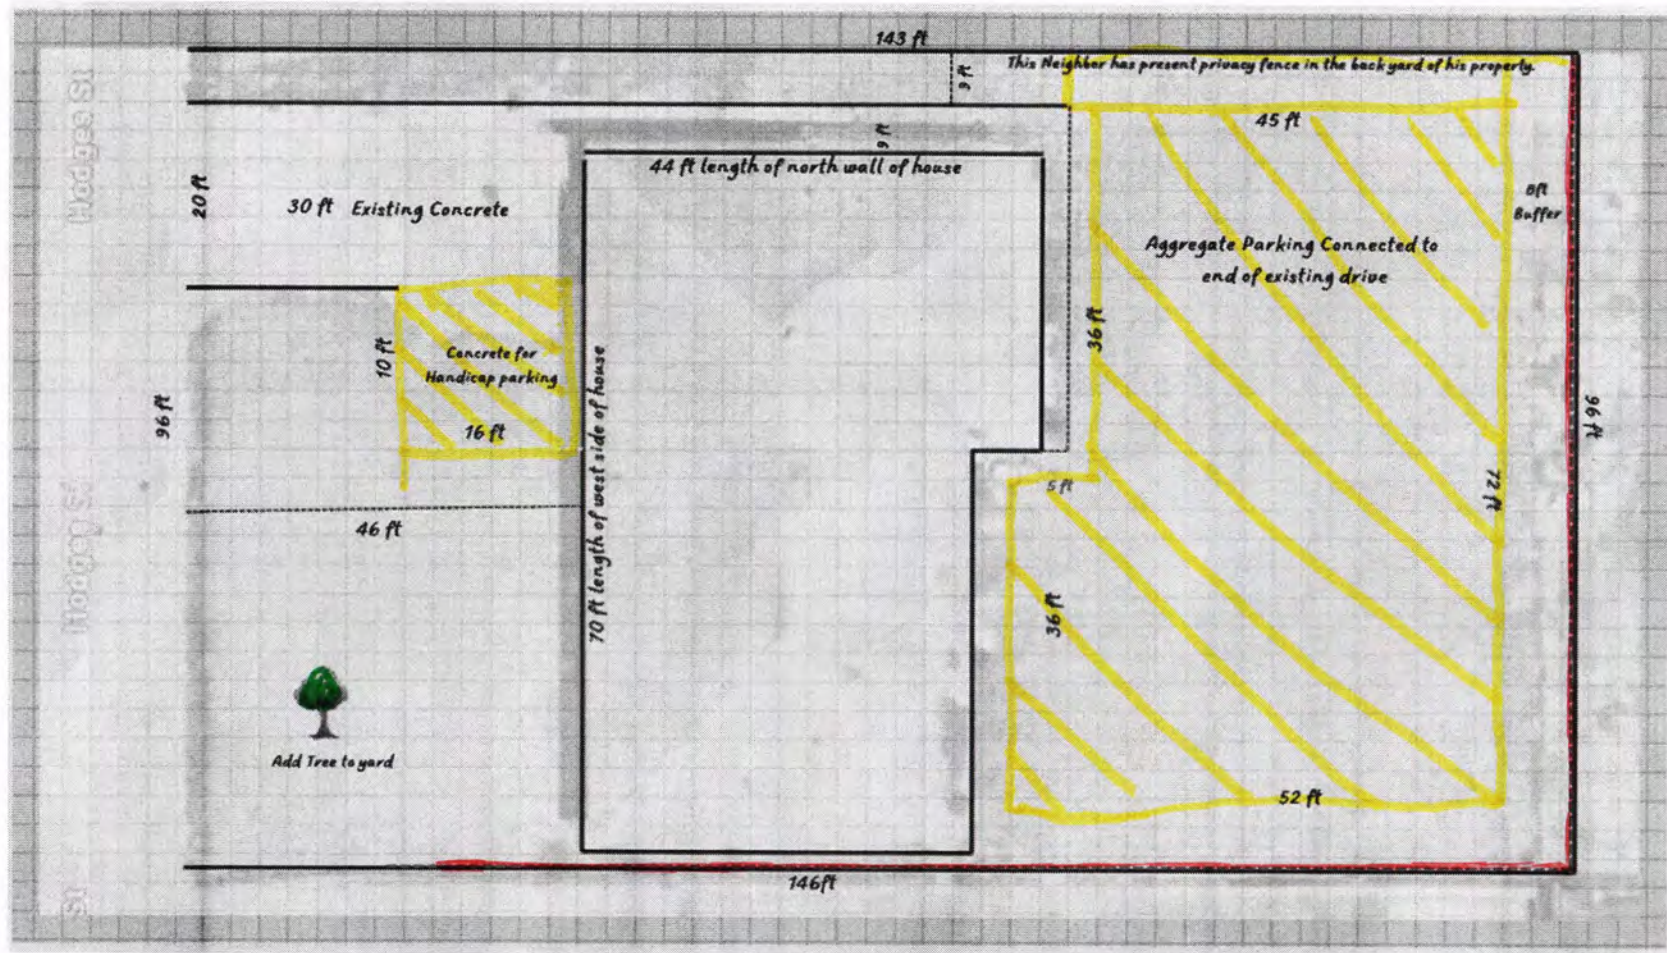 143 ft
This Neighbor has present privacy fence in the backyard of his property.
9 ft
Hodges St
45 ft
9 ft
44 ft length of north wall of house
20 ft
30 ft Existing Concrete
Buffer
Aggregate Parking Connected to
end of existing drive
36 ft
10 ft
Concrete for
Handicap parking
16 ft
96 ft
70 ft length of west side of house
96 ft
72 ft
5 ft
46 ft
Hodges S
36 ft
Add Tree to yard
52 ft
146ft
St